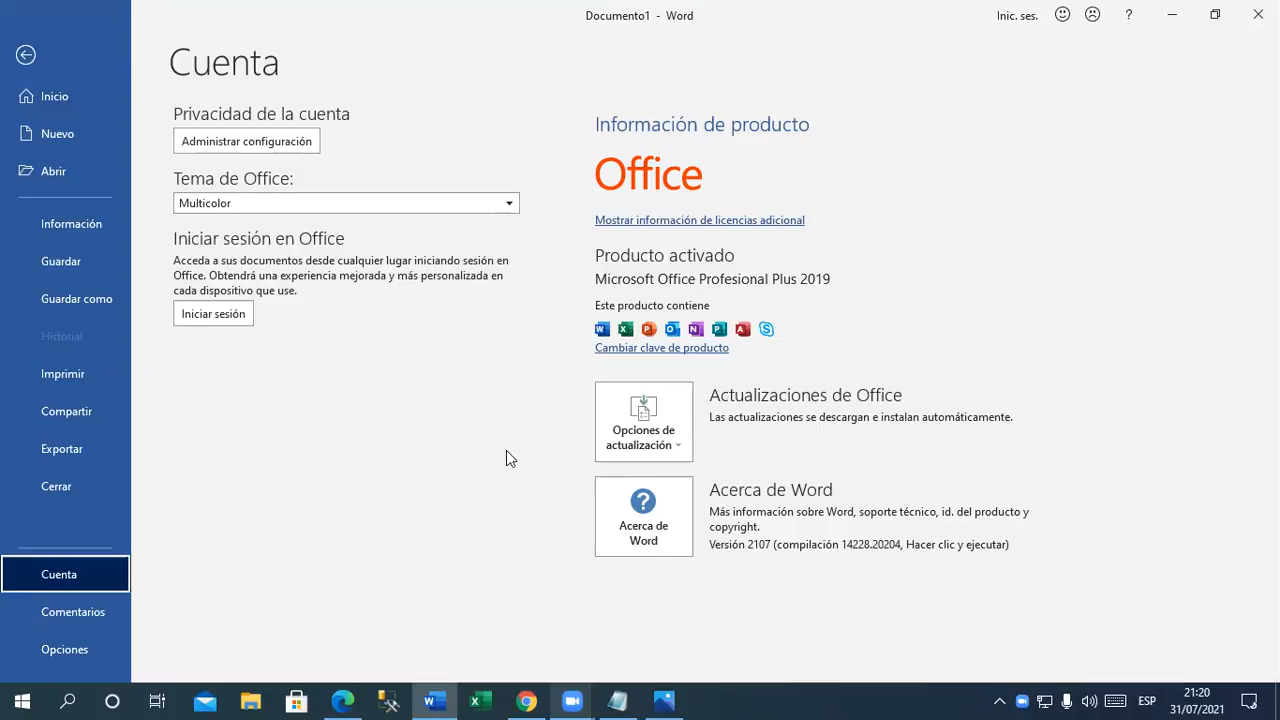 Documento1 - Word
Inic. ses.
?
Cuenta
Inicio
Nuevo
Abrir
Información
Guardar
Guardar como
Historial
Imprimir
Compartir
Exportar
Cerrar
Cuenta
Comentarios
Opciones
Privacidad de la cuenta
Administrar configuración
Tema de Office:
Multicolor
Iniciar sesión en Office
Acceda a sus documentos desde cualquier lugar iniciando sesión en
Office. Obtendrá una experiencia mejorada y más personalizada en
cada dispositivo que use.
Iniciar sesión
Información de producto
Office
Mostrar información de licencias adicional
Producto activado
Microsoft Office Profesional Plus 2019
Este producto contiene
Cambiar clave de producto
Opciones de
actualización
Actualizaciones de Office
Las actualizaciones se descargan e instalan automáticamente.
Acerca de
Word
Acerca de Word
Más información sobre Word, soporte técnico, id. del producto y
copyright.
Versión 2107 (compilación 14228.20204, Hacer clic y ejecutar)
ESP
21:20
31/07/2021